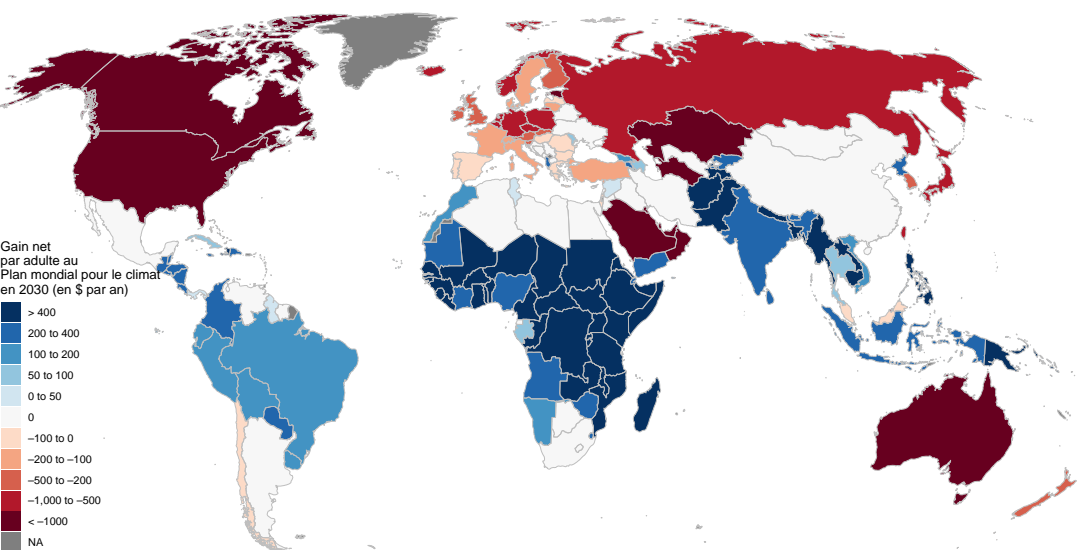 Gain net
par adulte au
Plan mondial pour le climat
en 2030 (en $ par an)
> 400
200 to 400
100 to 200
50 to 100
0 to 50
0
–100 to 0
–200 to –100
–500 to –200
–1,000 to –500
< –1000
NA